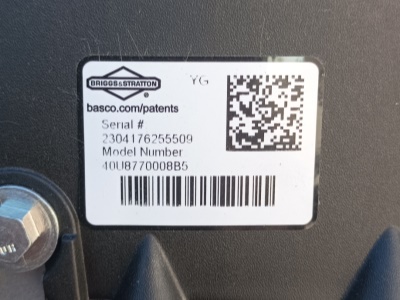 BRIGGS&STRATTON
YG
basco.com/patents
Serial #
2304176255509
Model Number
40U8770008B5